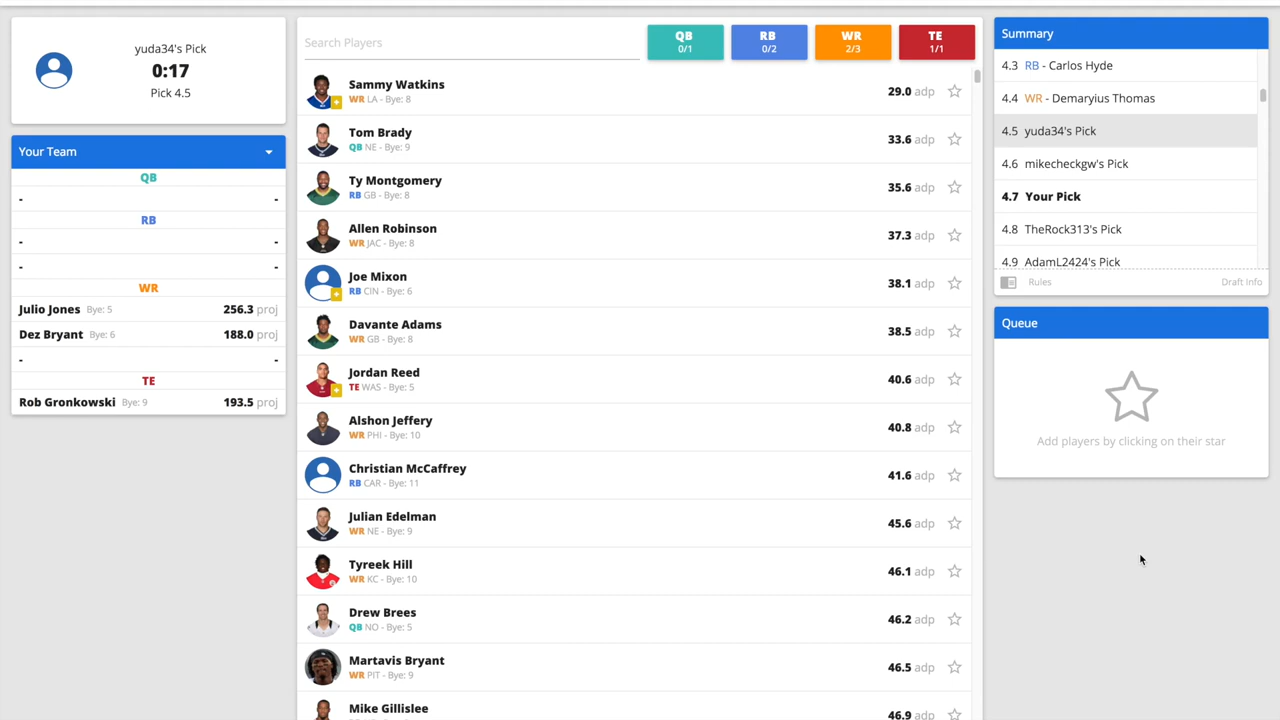 yuda34's Pick
0:17
Pick 4.5
Your Team
QB
- -
RB
- -
- -
WR
Julio Jones Bye: 5 256.3 proj
Dez Bryant Bye: 6 188.0 proj
- -
TE
Rob Gronkowski Bye: 9 193.5 proj
Search Players
QB
0/1
RB
0/2
WR
2/3
TE
1/1
Sammy Watkins
WR LA - Bye: 8
29.0 adp
Tom Brady
QB NE - Bye: 9
33.6 adp
Ty Montgomery
RB GB - Bye: 8
35.6 adp
Allen Robinson
WR JAC - Bye: 8
37.3 adp
Joe Mixon
RB CIN - Bye: 6
38.1 adp
Davante Adams
WR GB - Bye: 8
38.5 adp
Jordan Reed
TE WAS - Bye: 5
40.6 adp
Alshon Jeffery
WR PHI - Bye: 10
40.8 adp
Christian McCaffrey
RB CAR - Bye: 11
41.6 adp
Julian Edelman
WR NE - Bye: 9
45.6 adp
Tyreek Hill
WR KC - Bye: 10
46.1 adp
Drew Brees
QB NO - Bye: 5
46.2 adp
Martavis Bryant
WR PIT - Bye: 9
46.5 adp
Mike Gillislee
46.9 adp
Summary
4.3 RB - Carlos Hyde
4.4 WR - Demaryius Thomas
4.5 yuda34's Pick
4.6 mikecheckgw's Pick
4.7 Your Pick
4.8 TheRock313's Pick
4.9 AdamL2424's Pick
Rules Draft Info
Queue
Add players by clicking on their star